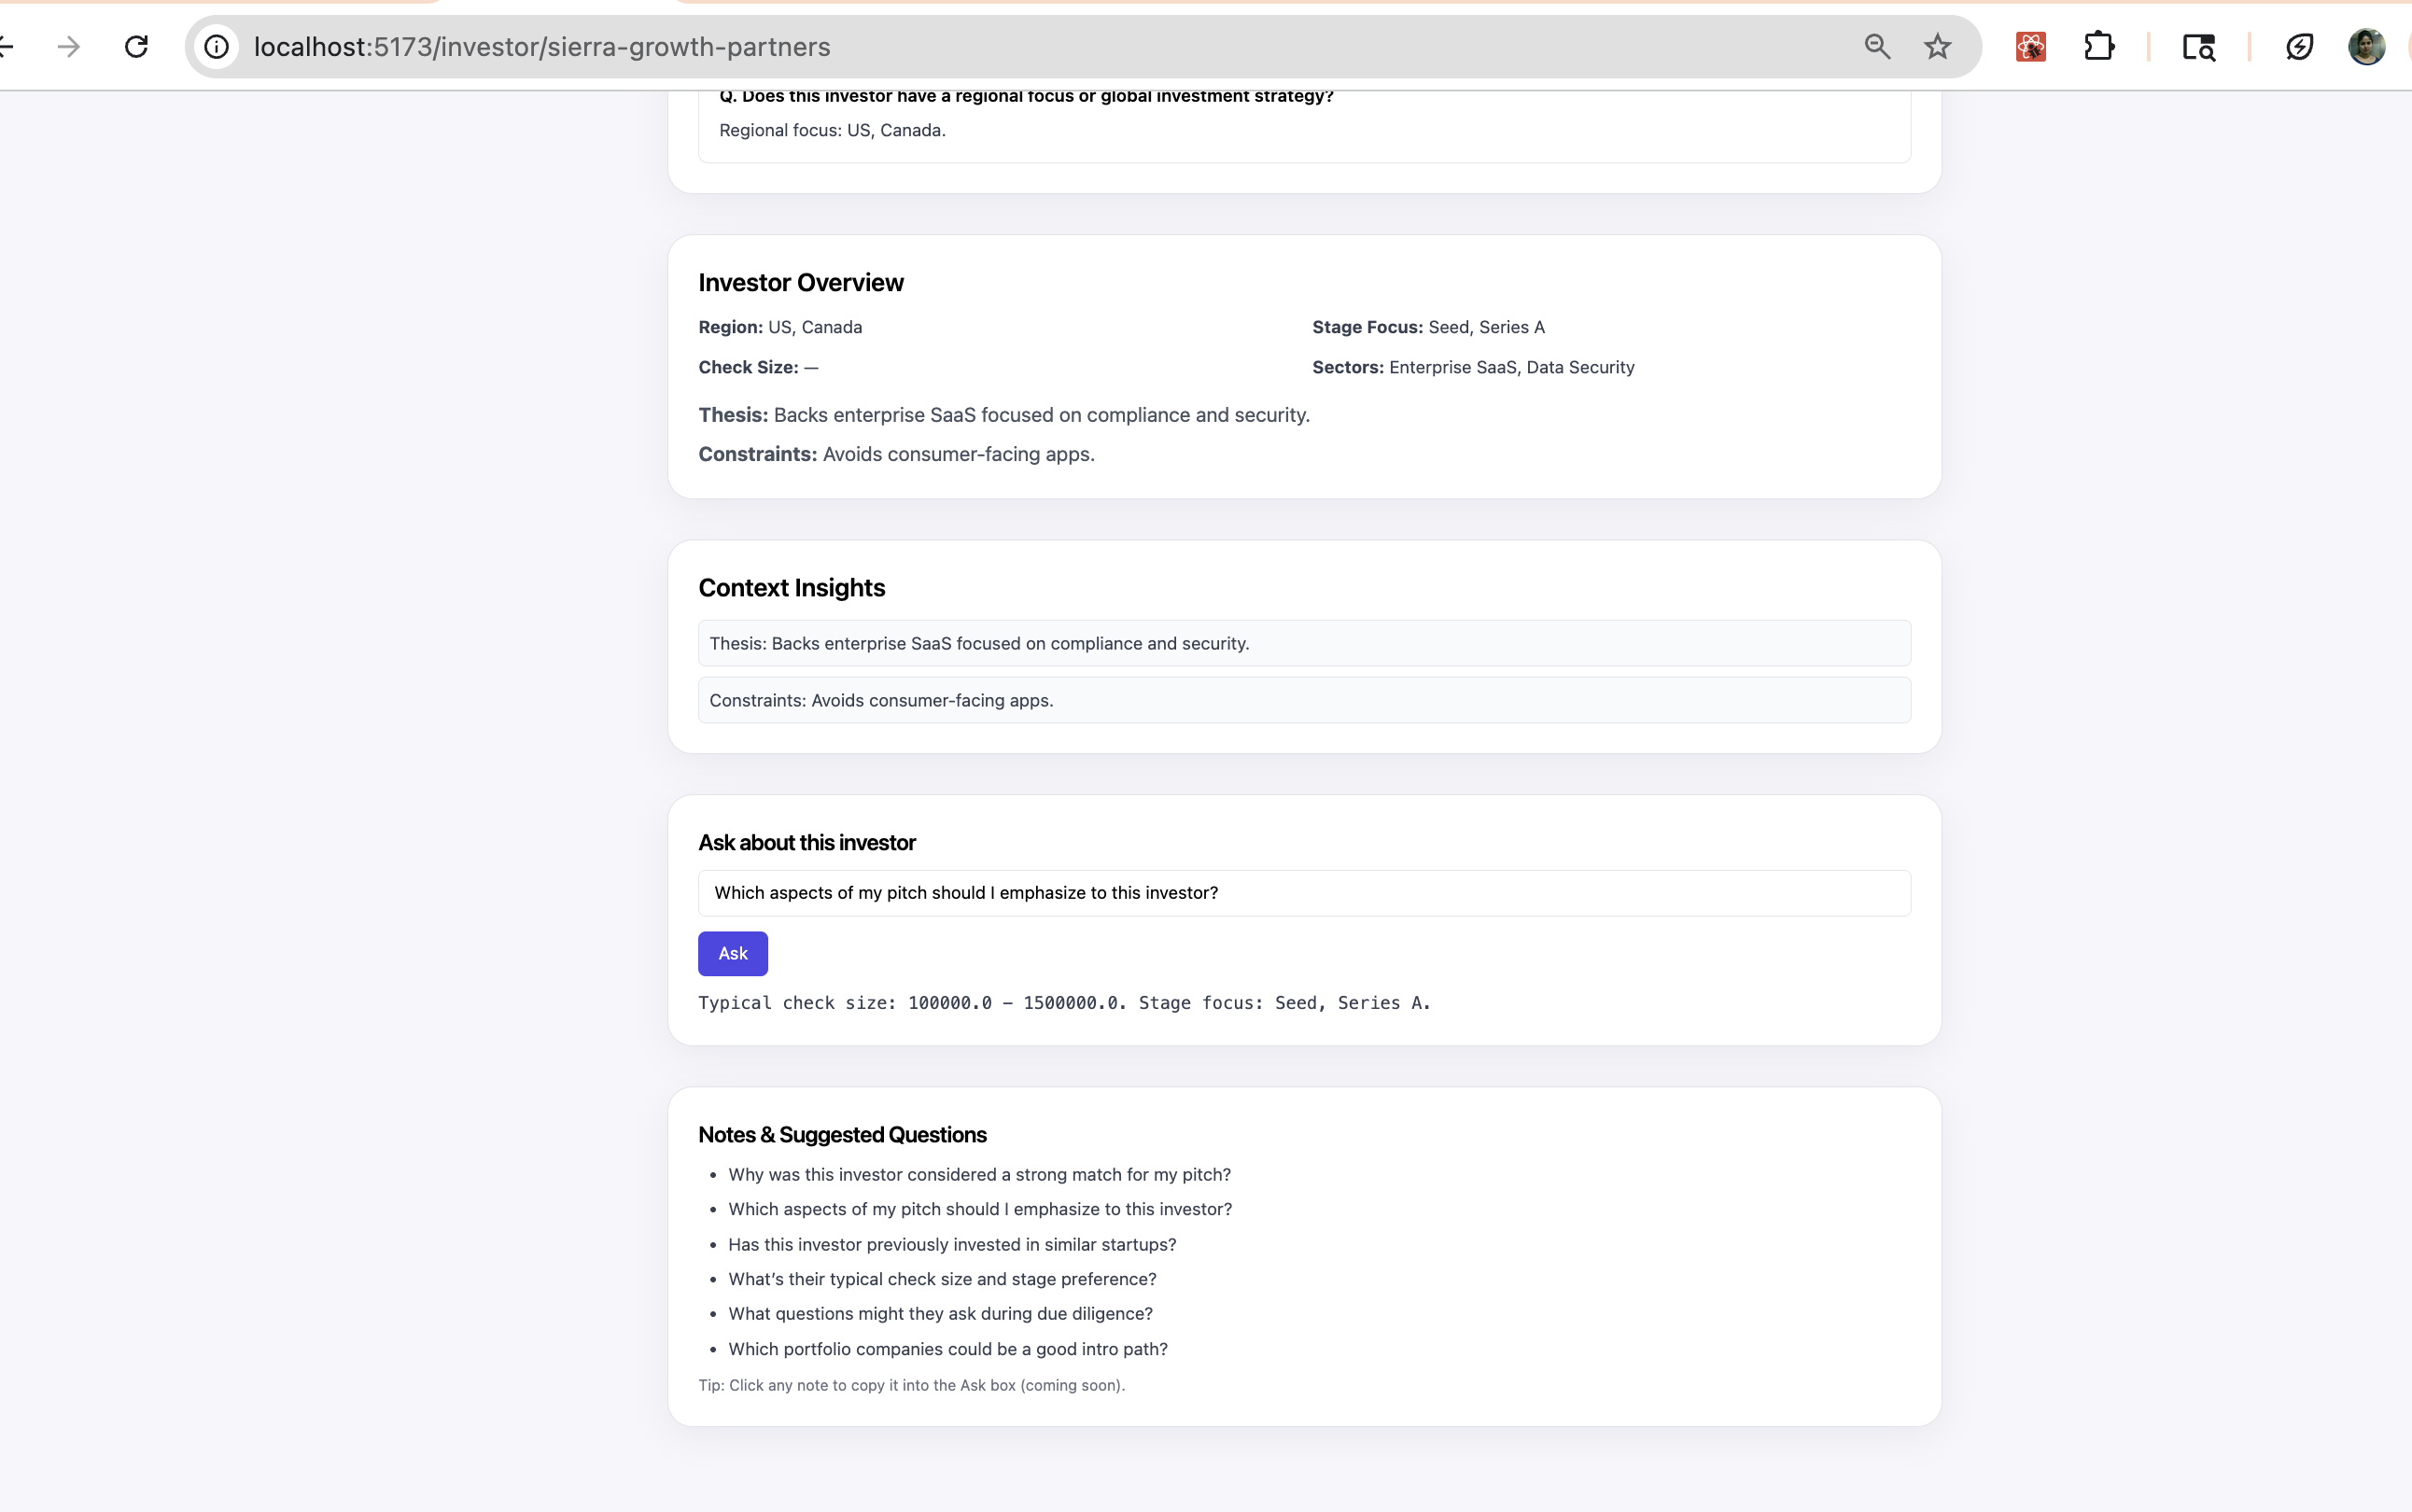 localhost:5173/investor/sierra-growth-partners
Q. Does this investor have a regional focus or global investment strategy?
Regional focus: US, Canada.
Investor Overview
Region: US, Canada
Stage Focus: Seed, Series A
Check Size: —
Sectors: Enterprise SaaS, Data Security
Thesis: Backs enterprise SaaS focused on compliance and security.
Constraints: Avoids consumer-facing apps.
Context Insights
Thesis: Backs enterprise SaaS focused on compliance and security.
Constraints: Avoids consumer-facing apps.
Ask about this investor
Which aspects of my pitch should I emphasize to this investor?
Ask
Typical check size: 100000.0 – 1500000.0. Stage focus: Seed, Series A.
Notes & Suggested Questions
• Why was this investor considered a strong match for my pitch?
• Which aspects of my pitch should I emphasize to this investor?
• Has this investor previously invested in similar startups?
• What’s their typical check size and stage preference?
• What questions might they ask during due diligence?
• Which portfolio companies could be a good intro path?
Tip: Click any note to copy it into the Ask box (coming soon).